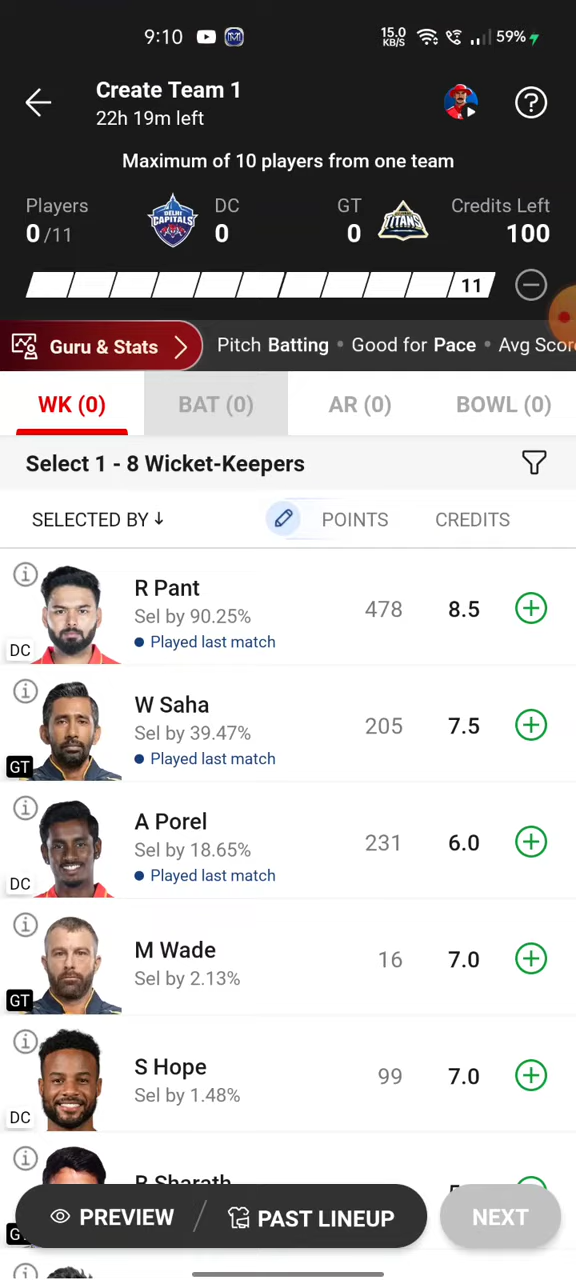 9:10
15.0
KB/S
59%
Create Team 1
22h 19m left
Maximum of 10 players from one team
Players
0/11
DELHI
CAPITALS
DC
0
GT
0
TITANS
Credits Left
100
11
Guru & Stats
Pitch Batting • Good for Pace • Avg Scor
WK (0)
BAT (0)
AR (0)
BOWL (0)
Select 1 - 8 Wicket-Keepers
SELECTED BY ↓
POINTS
CREDITS
R Pant
Sel by 90.25%
Played last match
DC
478
8.5
W Saha
Sel by 39.47%
Played last match
GT
205
7.5
A Porel
Sel by 18.65%
Played last match
DC
231
6.0
M Wade
Sel by 2.13%
GT
16
7.0
S Hope
Sel by 1.48%
DC
99
7.0
PREVIEW
PAST LINEUP
NEXT